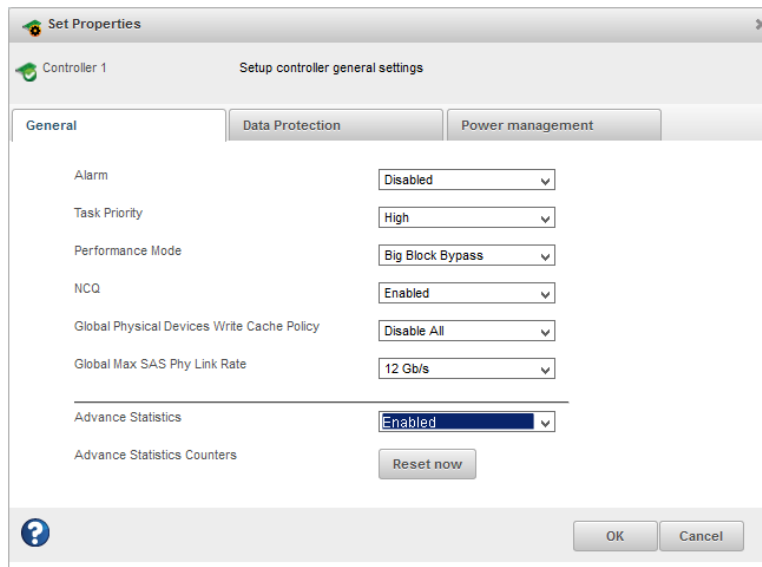 Set Properties
Controller 1 Setup controller general settings
General Data Protection Power management
Alarm Disabled
Task Priority High
Performance Mode Big Block Bypass
NCQ Enabled
Global Physical Devices Write Cache Policy Disable All
Global Max SAS Phy Link Rate 12 Gb/s
Advance Statistics Enabled
Advance Statistics Counters Reset now
? OK Cancel